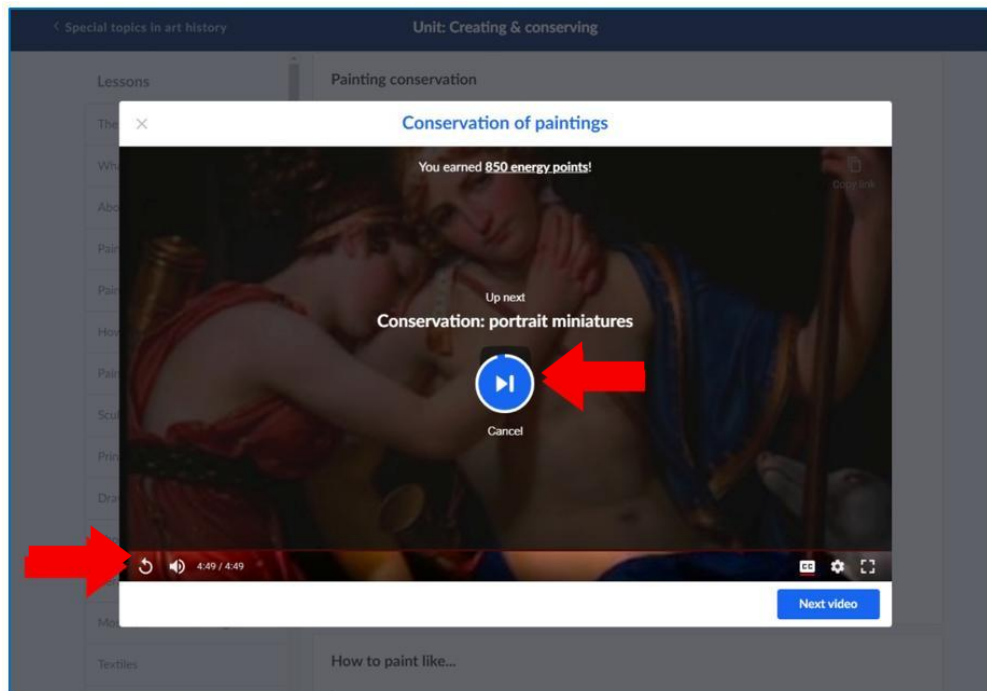 < Special topics in art history
Unit: Creating & conserving
Lessons
Painting conservation
Conservation of paintings
You earned 850 energy points!
Copy link
Up next
Conservation: portrait miniatures
Cancel
4:49 / 4:49
CC
Next video
Textiles
How to paint like...